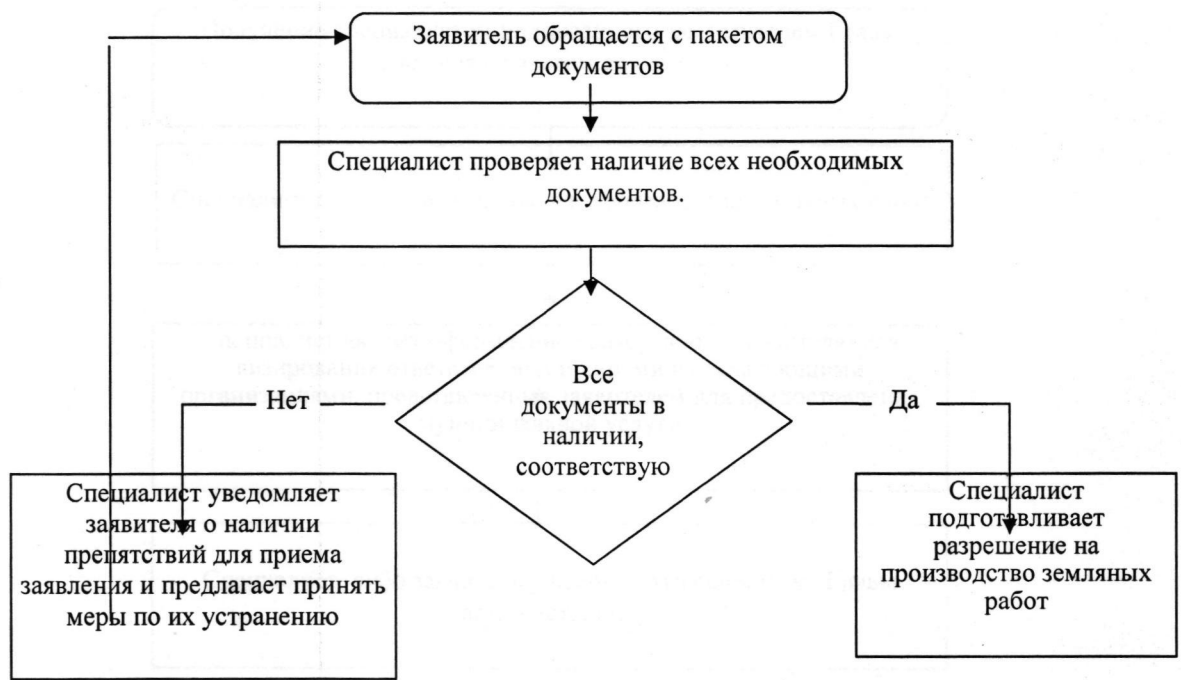 Заявитель обращается с пакетом
документов
Специалист проверяет наличие всех необходимых
документов.
Все
документы в
наличии,
соответствую
Нет
Да
Специалист уведомляет
заявителя о наличии
препятствий для приема
заявления и предлагает принять
меры по их устранению
Специалист
подготавливает
разрешение на
производство земляных
работ